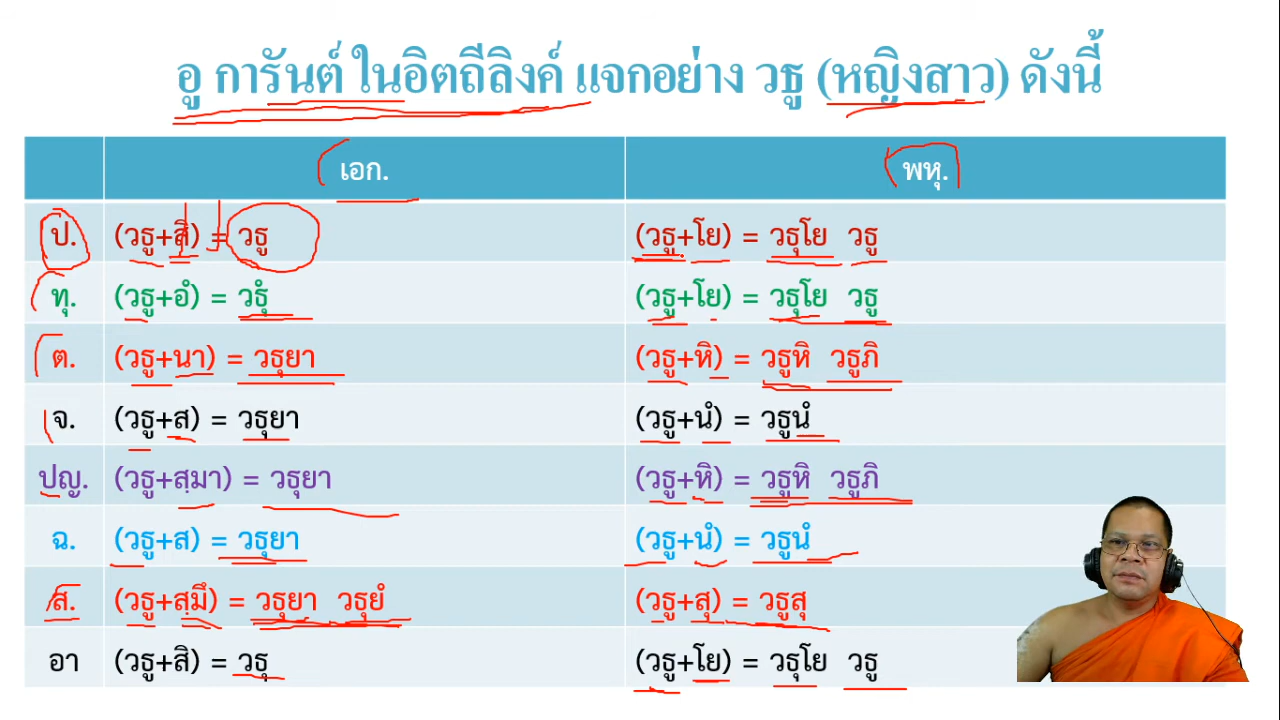 อู การันต์ ในอิตถีลิงค์ แจกอย่าง วธู (หญิงสาว) ดังนี้
เอก. พหุ.
ป. (วธู+สิ) = วธู (วธู+โย) = วธุโย วธู
ทุ. (วธู+อํ) = วธุํ (วธู+โย) = วธุโย วธู
ต. (วธู+นา) = วธุยา (วธู+หิ) = วธูหิ วธูภิ
จ. (วธู+ส) = วธุยา (วธู+นํ) = วธูนํ
ปญ. (วธู+สฺมา) = วธุยา (วธู+หิ) = วธูหิ วธูภิ
ฉ. (วธู+ส) = วธุยา (วธู+นํ) = วธูนํ
ส. (วธู+สฺมึ) = วธุยา วธุยํ (วธู+สุ) = วธูสุ
อา (วธู+สิ) = วธุ (วธู+โย) = วธุโย วธู